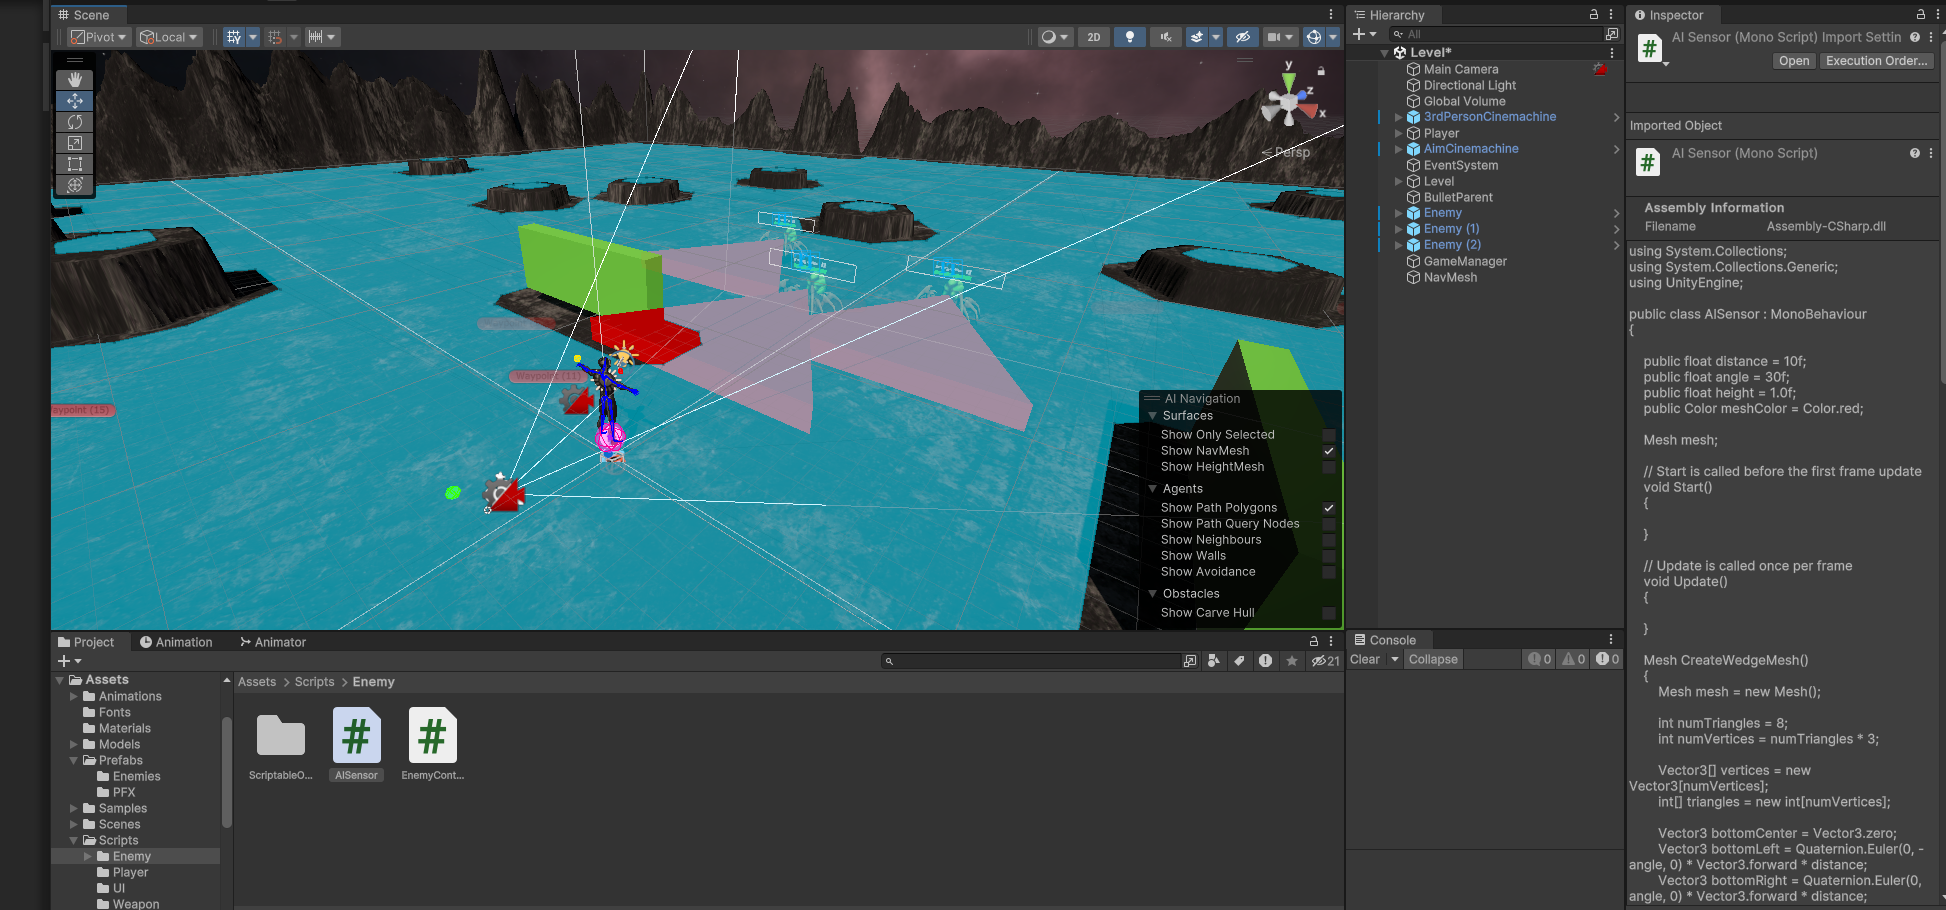 Scene
Pivot
Local
2D
y
z
x
Persp
Waypoint (11)
aypoint (15)
AI Navigation
Surfaces
Show Only Selected
Show NavMesh
Show HeightMesh
Agents
Show Path Polygons
Show Path Query Nodes
Show Neighbours
Show Walls
Show Avoidance
Obstacles
Show Carve Hull
Hierarchy
All
Level*
Main Camera
Directional Light
Global Volume
3rdPersonCinemachine
Player
AimCinemachine
EventSystem
Level
BulletParent
Enemy
Enemy (1)
Enemy (2)
GameManager
NavMesh
Inspector
AI Sensor (Mono Script) Import Settin
Open
Execution Order...
Imported Object
AI Sensor (Mono Script)
Assembly Information
Filename Assembly-CSharp.dll
using System.Collections;
using System.Collections.Generic;
using UnityEngine;
public class AISensor : MonoBehaviour
{
public float distance = 10f;
public float angle = 30f;
public float height = 1.0f;
public Color meshColor = Color.red;
Mesh mesh;
// Start is called before the first frame update
void Start()
{
}
// Update is called once per frame
void Update()
{
}
Mesh CreateWedgeMesh()
{
Mesh mesh = new Mesh();
int numTriangles = 8;
int numVertices = numTriangles * 3;
Vector3[] vertices = new
Vector3[numVertices];
int[] triangles = new int[numVertices];
Vector3 bottomCenter = Vector3.zero;
Vector3 bottomLeft = Quaternion.Euler(0, -
angle, 0) * Vector3.forward * distance;
Vector3 bottomRight = Quaternion.Euler(0,
angle, 0) * Vector3.forward * distance;
Project
Animation
Animator
21
Assets
Animations
Fonts
Materials
Models
Prefabs
Enemies
PFX
Samples
Scenes
Scripts
Enemy
Player
UI
Weapon
Assets > Scripts > Enemy
ScriptableO...
AISensor
EnemyCont...
Console
Clear
Collapse
0
0
0